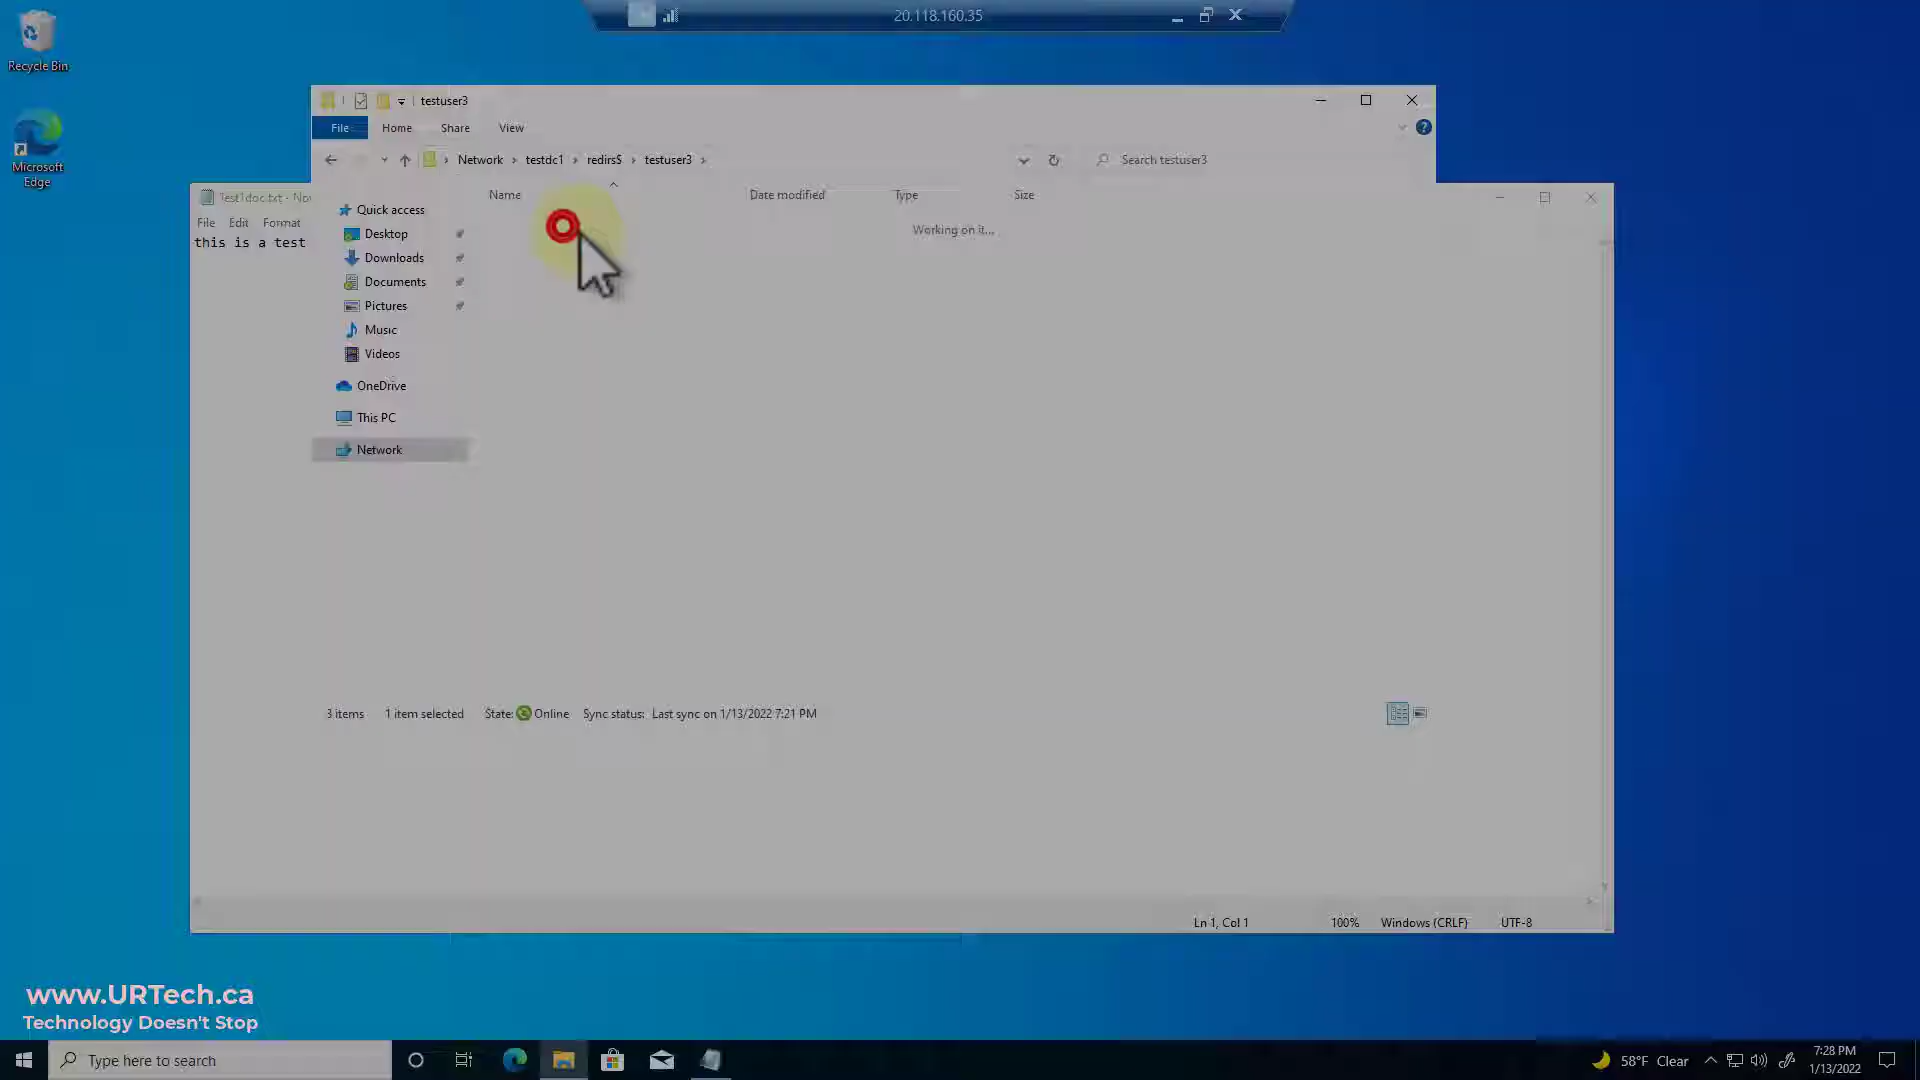 20.118.160.35
Recycle Bin
Microsoft
Edge
testuser3
File Home Share View
Network testdc1 redirs$ testuser3
Search testuser3
Name Date modified Type Size
Working on it...
Quick access
Desktop
Downloads
Documents
Pictures
Music
Videos
OneDrive
This PC
Network
3 items 1 item selected State: Online Sync status: Last sync on 1/13/2022 7:21 PM
Test1doc.txt - No
File Edit Format
this is a test
Ln 1, Col 1 100% Windows (CRLF) UTF-8
www.URTech.ca
Technology Doesn't Stop
Type here to search
58°F Clear
7:28 PM
1/13/2022